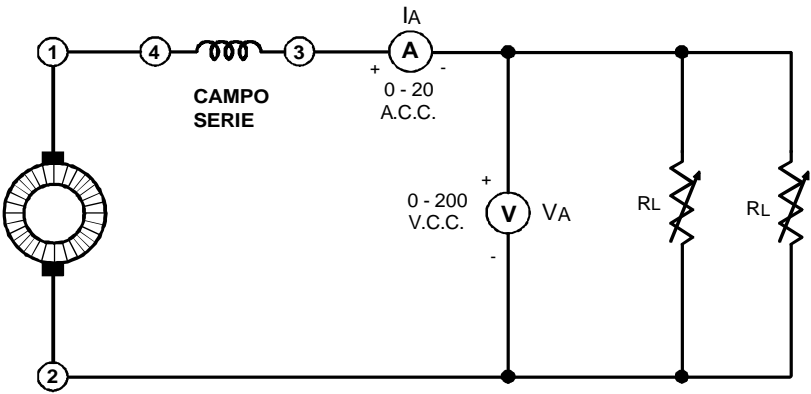 IA
1
4
3
A
+ -
0 - 20
A.C.C.
CAMPO
SERIE
+
0 - 200
V.C.C.
V
VA
-
RL
RL
2